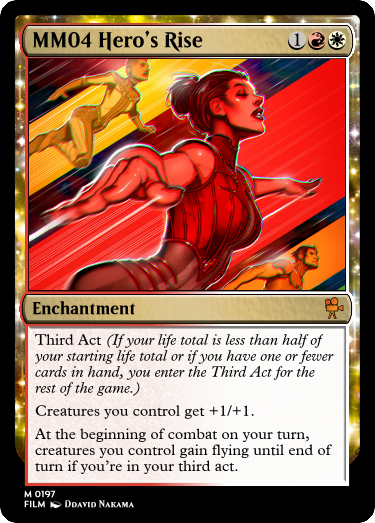 MM04 Hero's Rise 1
Enchantment
Third Act (If your life total is less than half of
your starting life total or if you have one or fewer
cards in hand, you enter the Third Act for the
rest of the game.)
Creatures you control get +1/+1.
At the beginning of combat on your turn,
creatures you control gain flying until end of
turn if you're in your third act.
M 0197
FILM DDAVID NAKAMA